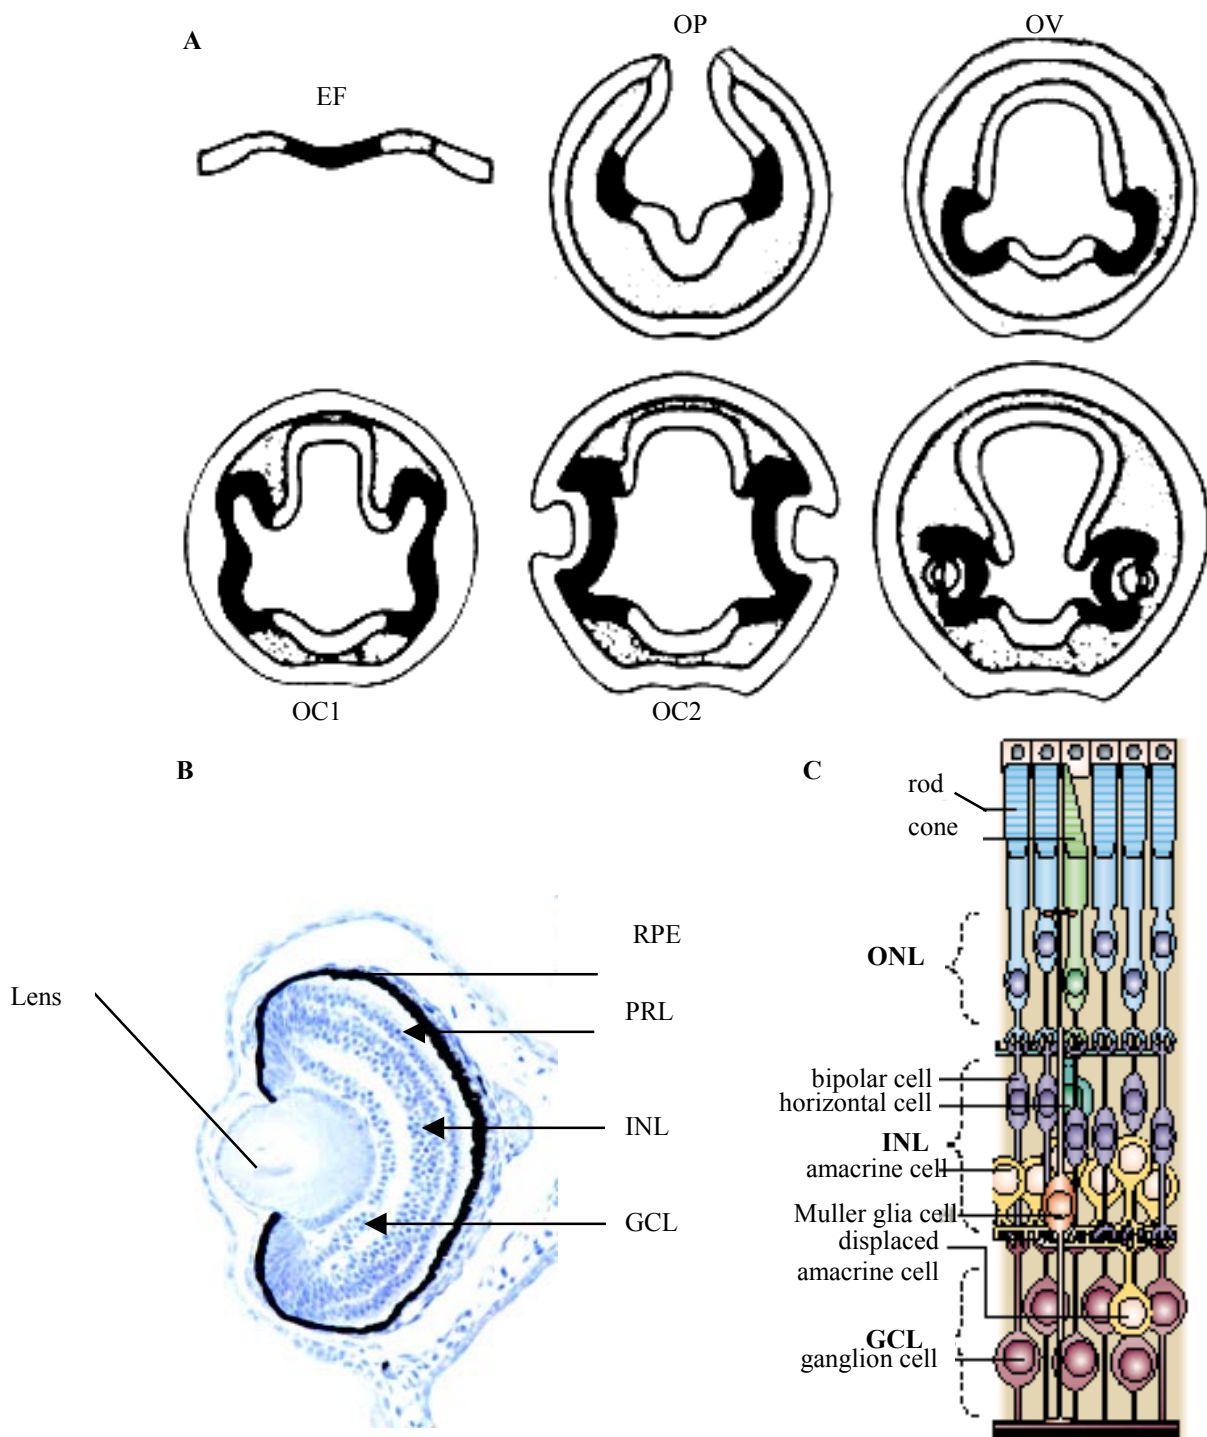 A
EF
OP
OV
OC1
OC2
B
Lens
RPE
PRL
INL
GCL
C
rod
cone
ONL
bipolar cell
horizontal cell
INL
amacrine cell
Muller glia cell
displaced
amacrine cell
GCL
ganglion cell